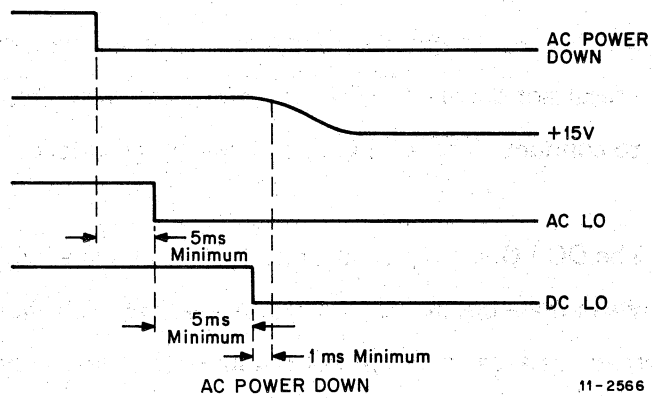 AC POWER
DOWN
+15V
AC LO
5ms
Minimum
DC LO
5ms
Minimum
1 ms Minimum
AC POWER DOWN
11-2566